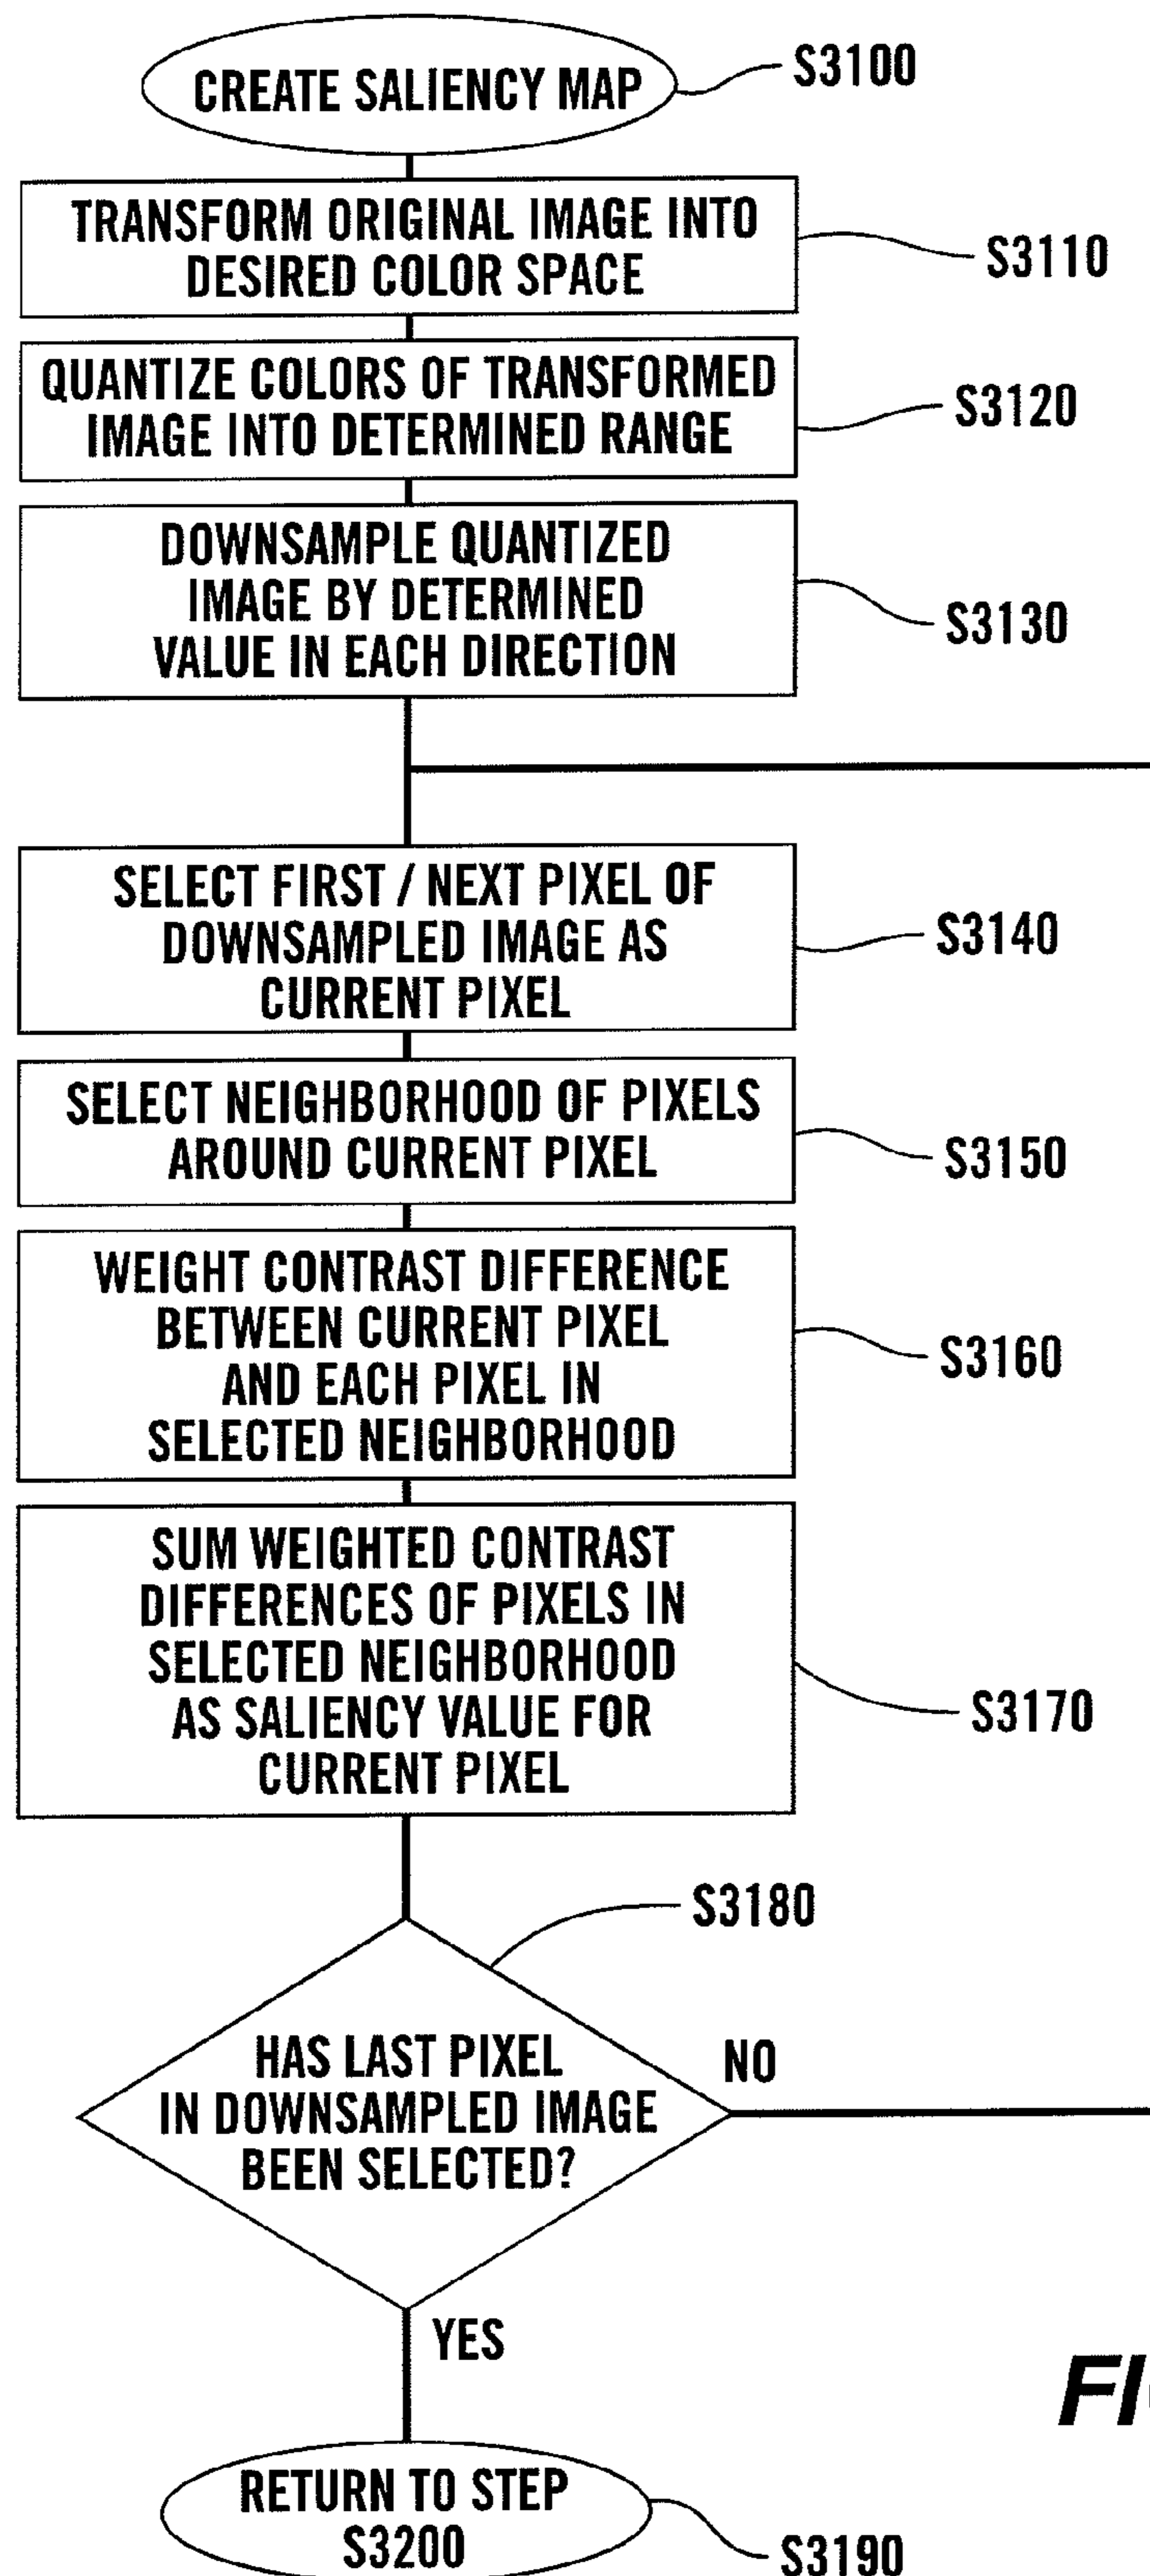 CREATE SALIENCY MAP
S3100
TRANSFORM ORIGINAL IMAGE INTO
DESIRED COLOR SPACE
S3110
QUANTIZE COLORS OF TRANSFORMED
IMAGE INTO DETERMINED RANGE
S3120
DOWNSAMPLE QUANTIZED
IMAGE BY DETERMINED
VALUE IN EACH DIRECTION
S3130
SELECT FIRST / NEXT PIXEL OF
DOWNSAMPLED IMAGE AS
CURRENT PIXEL
S3140
SELECT NEIGHBORHOOD OF PIXELS
AROUND CURRENT PIXEL
S3150
WEIGHT CONTRAST DIFFERENCE
BETWEEN CURRENT PIXEL
AND EACH PIXEL IN
SELECTED NEIGHBORHOOD
S3160
SUM WEIGHTED CONTRAST
DIFFERENCES OF PIXELS IN
SELECTED NEIGHBORHOOD
AS SALIENCY VALUE FOR
CURRENT PIXEL
S3170
S3180
HAS LAST PIXEL
IN DOWNSAMPLED IMAGE
BEEN SELECTED?
NO
YES
RETURN TO STEP
S3200
S3190